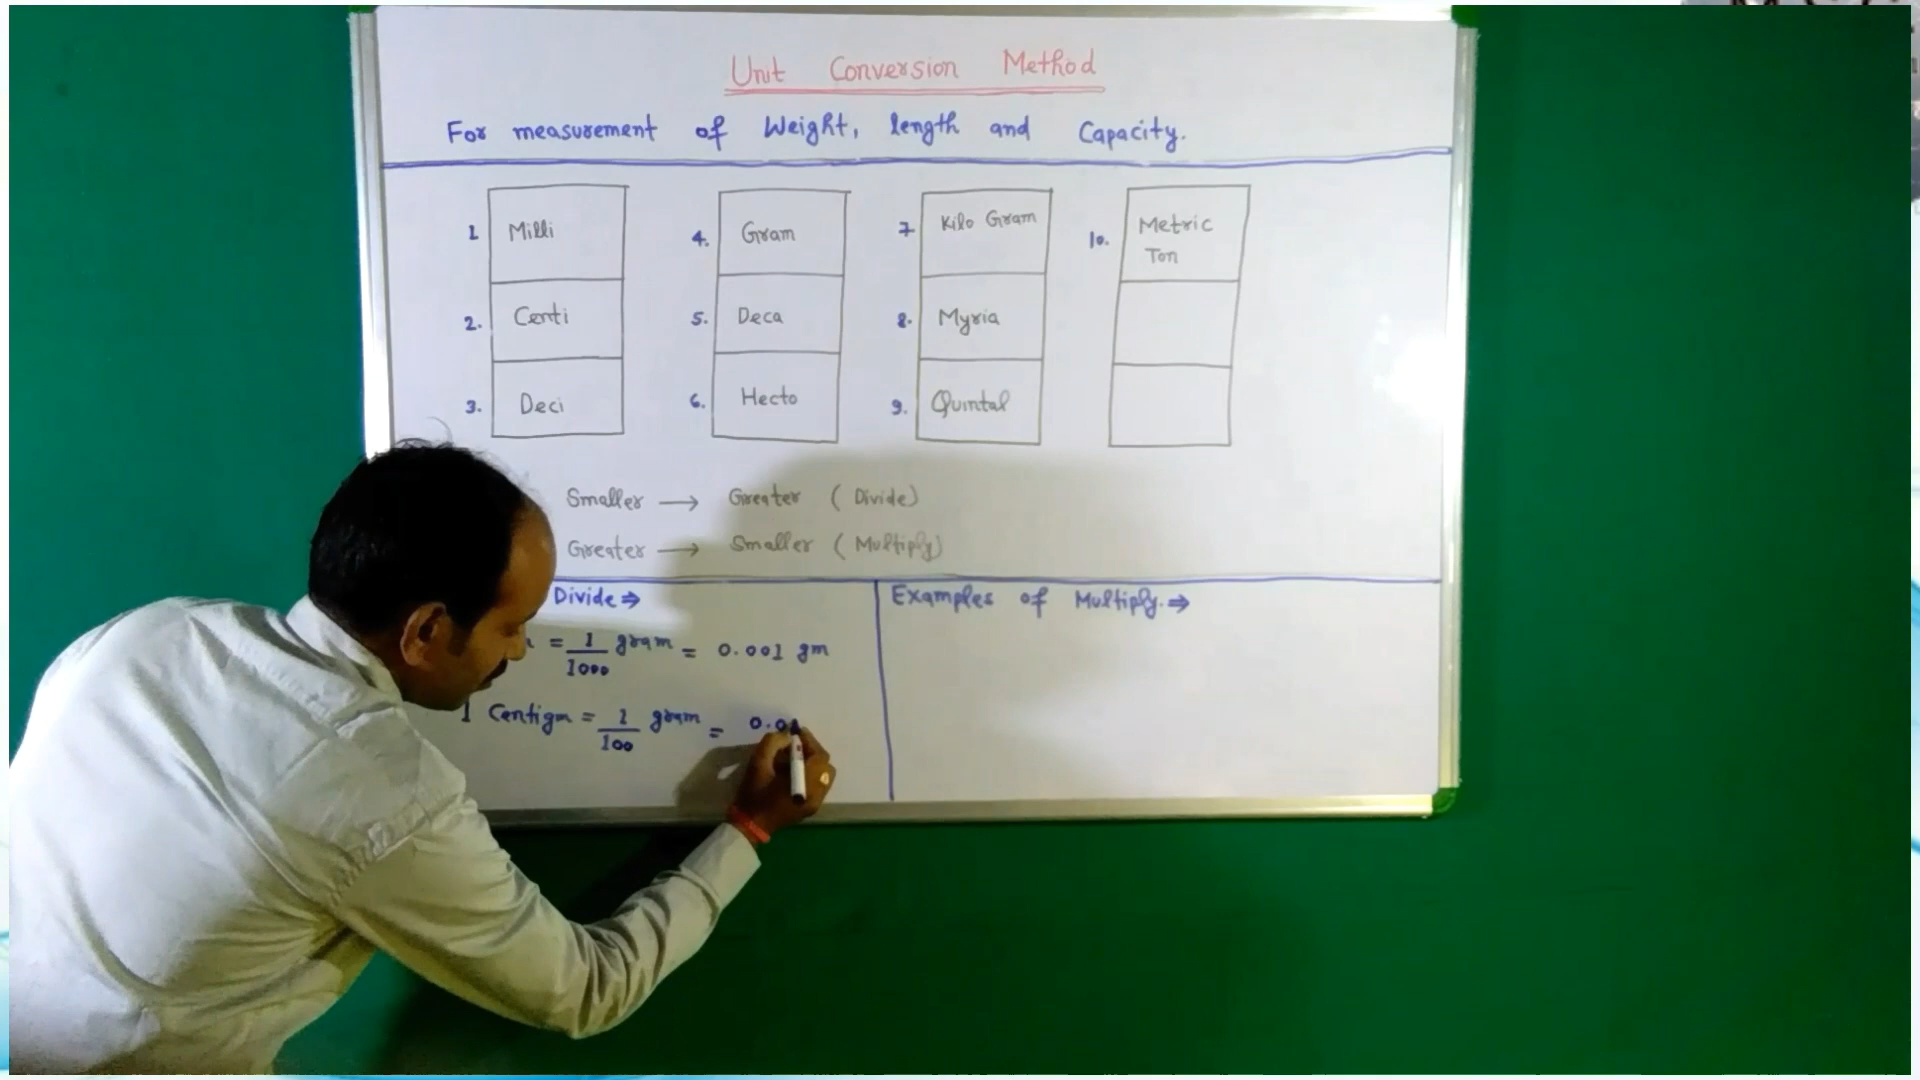 Unit Conversion Method
For measurement of Weight, length and Capacity.
1 Milli
2. Centi
3. Deci
4. Gram
5. Deca
6. Hecto
7 Kilo Gram
8. Myria
9. Quintal
10. Metric
Ton
Smaller → Greater ( Divide)
Greater → Smaller ( Multiply)
Divide ⇒
= 1/1000 gram = 0.001 gm
1 Centigm = 1/100 gram = 0.0
Examples of Multiply. ⇒